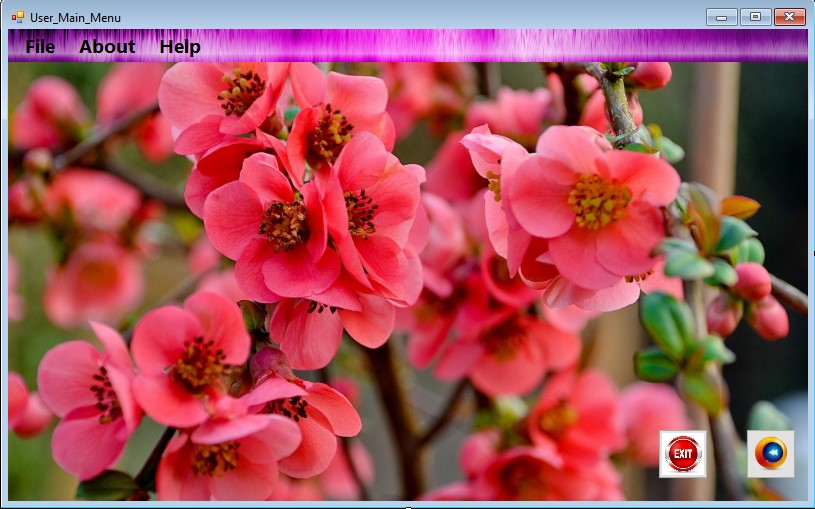 User_Main_Menu
File About Help
EXIT